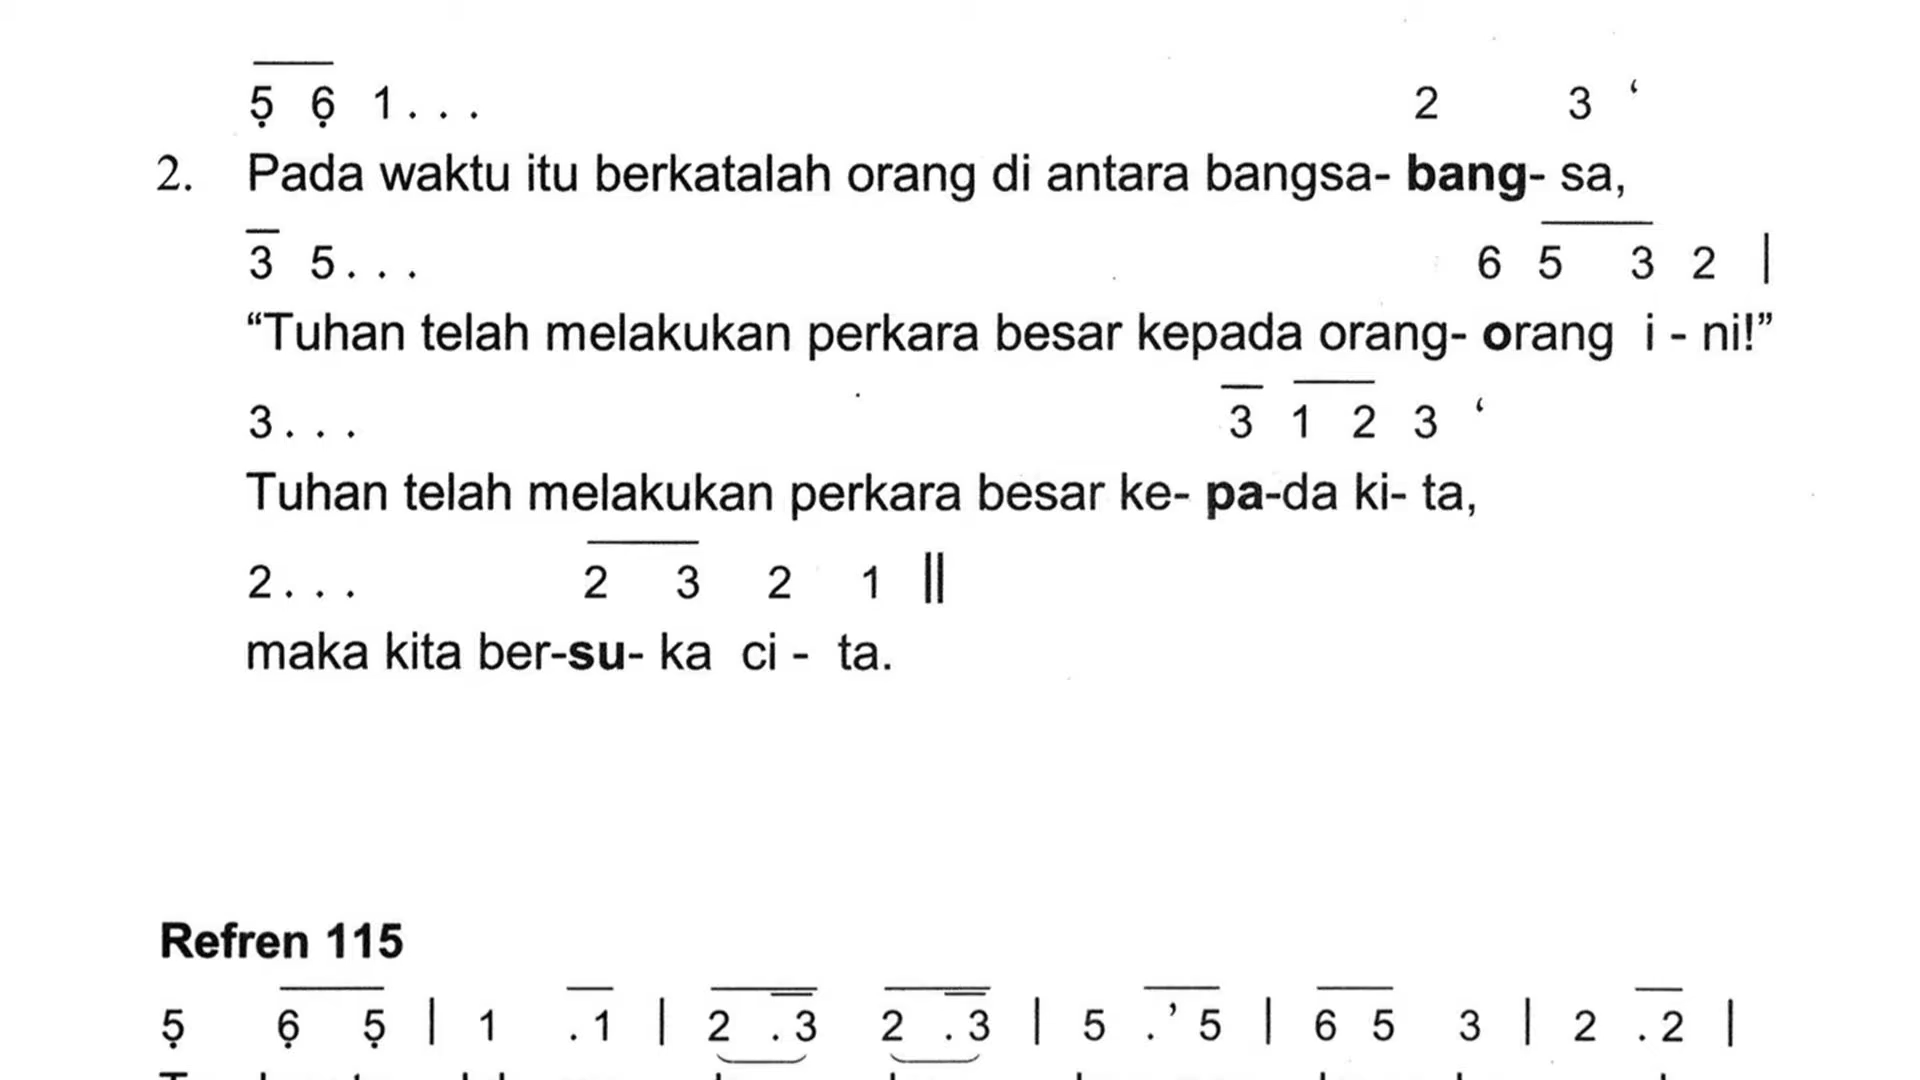 5̣ 6̣ 1 . . . 2 3 ‘
2. Pada waktu itu berkatalah orang di antara bangsa- bang- sa,
3 5 . . . 6 5 3 2 |
“Tuhan telah melakukan perkara besar kepada orang- orang i - ni!”
3 . . . 3 1 2 3 ‘
Tuhan telah melakukan perkara besar ke- pa-da ki- ta,
2 . . . 2 3 2 1 ||
maka kita ber-su- ka ci - ta.
Refren 115
5̣ 6̣ 5̣ | 1 . 1 | 2 . 3 2 . 3 | 5 . ’ 5 | 6 5 3 | 2 . 2 |